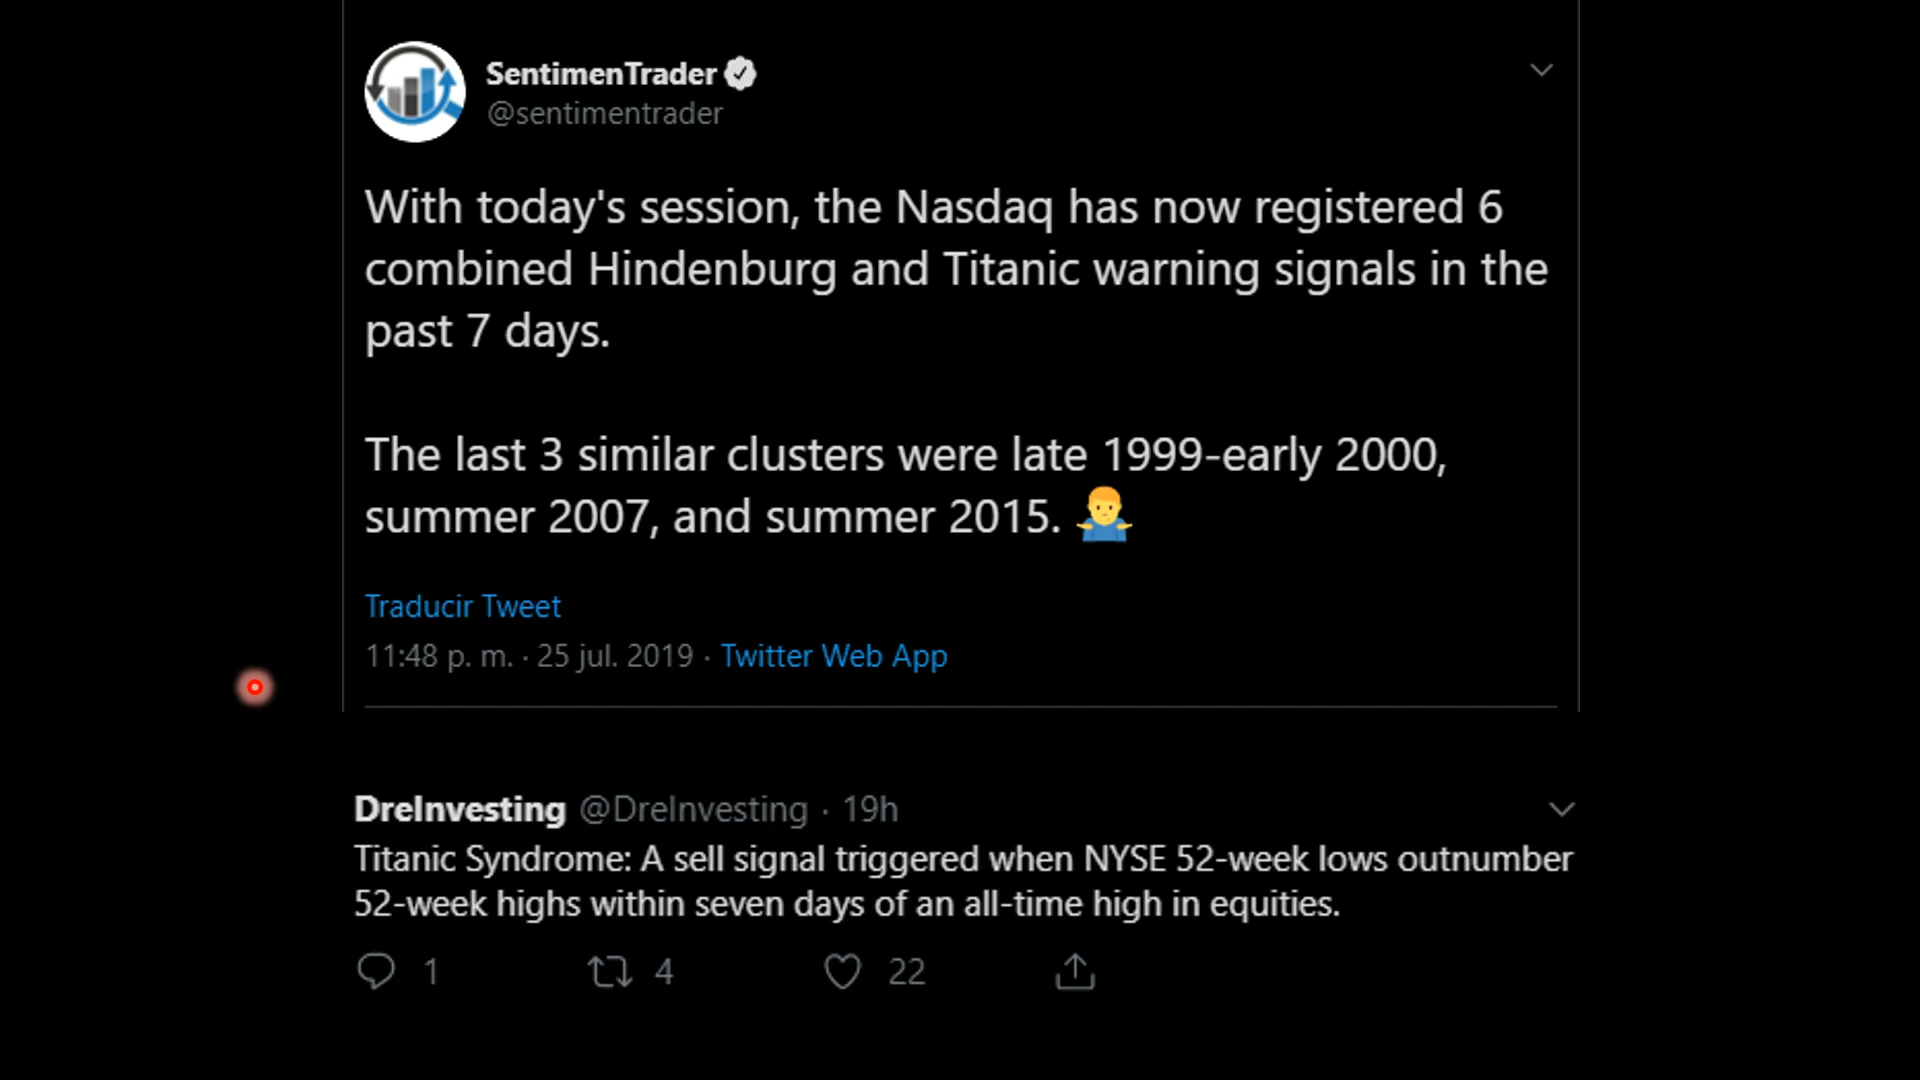 SentimenTrader
@sentimentrader
With today's session, the Nasdaq has now registered 6
combined Hindenburg and Titanic warning signals in the
past 7 days.
The last 3 similar clusters were late 1999-early 2000,
summer 2007, and summer 2015. 🤷‍♂️
Traducir Tweet
11:48 p. m. · 25 jul. 2019 · Twitter Web App
DreInvesting @DreInvesting · 19h
Titanic Syndrome: A sell signal triggered when NYSE 52-week lows outnumber
52-week highs within seven days of an all-time high in equities.
1 4 22